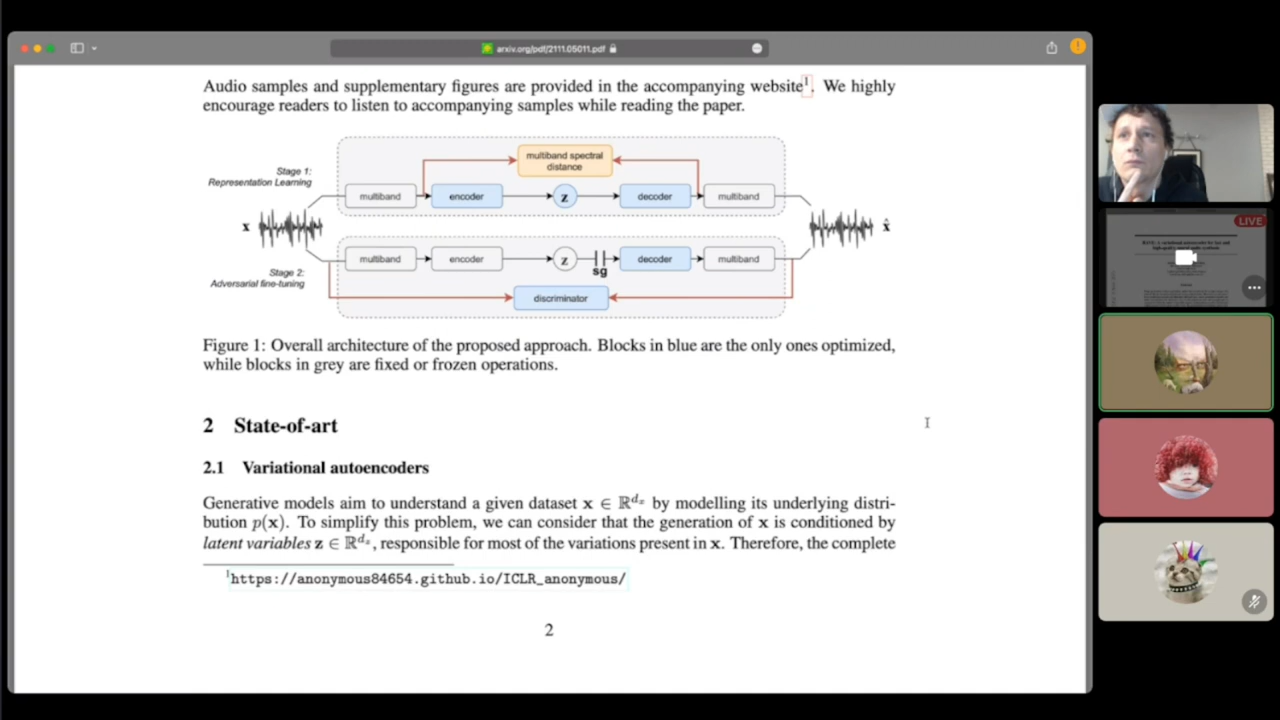 arxiv.org/pdf/2111.05011.pdf
Audio samples and supplementary figures are provided in the accompanying website¹. We highly
encourage readers to listen to accompanying samples while reading the paper.
multiband spectral
distance
Stage 1:
Representation Learning
multiband
encoder
z
decoder
multiband
x
x̂
multiband
encoder
z
sg
decoder
multiband
Stage 2:
Adversarial fine-tuning
discriminator
Figure 1: Overall architecture of the proposed approach. Blocks in blue are the only ones optimized,
while blocks in grey are fixed or frozen operations.
2 State-of-art
2.1 Variational autoencoders
Generative models aim to understand a given dataset x ∈ ℝ^{d_x} by modelling its underlying distri-
bution p(x). To simplify this problem, we can consider that the generation of x is conditioned by
latent variables z ∈ ℝ^{d_z}, responsible for most of the variations present in x. Therefore, the complete
¹https://anonymous84654.github.io/ICLR_anonymous/
2
LIVE